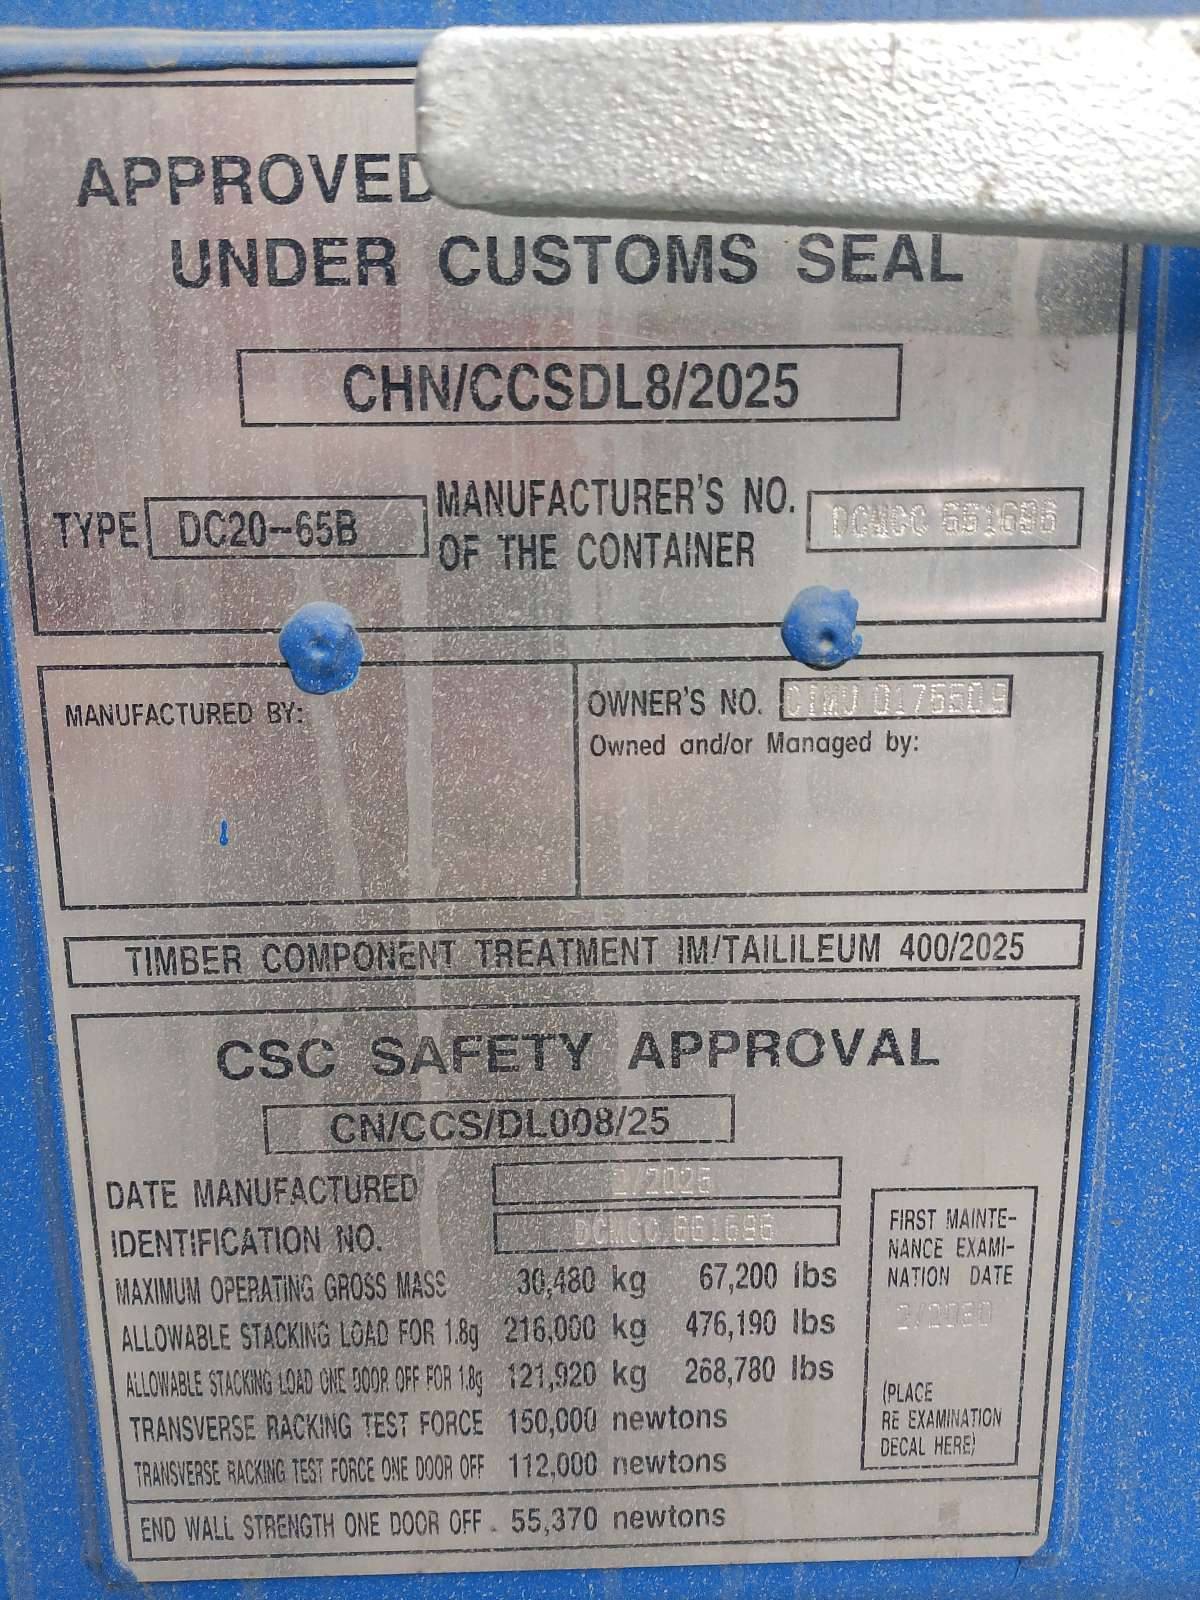 APPROVED
UNDER CUSTOMS SEAL
CHN/CCSDL8/2025
TYPE DC20-65B MANUFACTURER'S NO. OF THE CONTAINER 661696
MANUFACTURED BY:
OWNER'S NO.
Owned and/or Managed by:
TIMBER COMPONENT TREATMENT IM/TAILILEUM 400/2025
CSC SAFETY APPROVAL
CN/CCS/DL008/25
DATE MANUFACTURED 2/2025
IDENTIFICATION NO. 661696
MAXIMUM OPERATING GROSS MASS 30,480 kg 67,200 lbs
ALLOWABLE STACKING LOAD FOR 1.8g 216,000 kg 476,190 lbs
ALLOWABLE STACKING LOAD ONE DOOR OFF FOR 1.8g 121,920 kg 268,780 lbs
TRANSVERSE RACKING TEST FORCE 150,000 newtons
TRANSVERSE RACKING TEST FORCE ONE DOOR OFF 112,000 newtons
END WALL STRENGTH ONE DOOR OFF 55,370 newtons
FIRST MAINTE-
NANCE EXAMI-
NATION DATE
(PLACE
RE EXAMINATION
DECAL HERE)